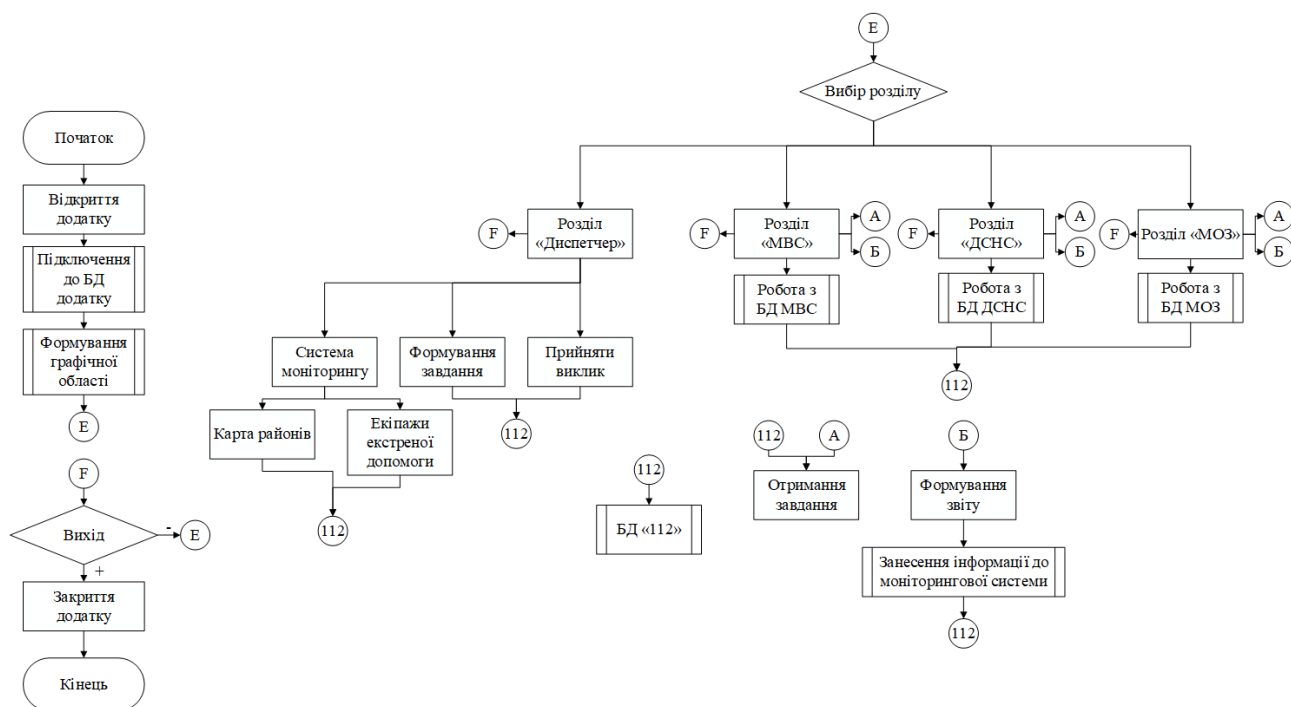 E
Вибір розділу
Початок
Відкриття
додатку
Підключення
до БД
додатку
Формування
графічної
області
E
F
Вихід
-
E
+
Закриття
додатку
Кінець
F
Розділ
«Диспетчер»
Система
моніторингу
Формування
завдання
Прийняти
виклик
Карта районів
Екіпажи
екстреної
допомоги
112
112
F
Розділ
«МВС»
А
Б
Робота з
БД МВС
F
Розділ
«ДСНС»
А
Б
Робота з
БД ДСНС
F
Розділ «МОЗ»
А
Б
Робота з
БД МОЗ
112
112
БД «112»
112
А
Отримання
завдання
Б
Формування
звіту
Занесення інформації до
моніторингової системи
112